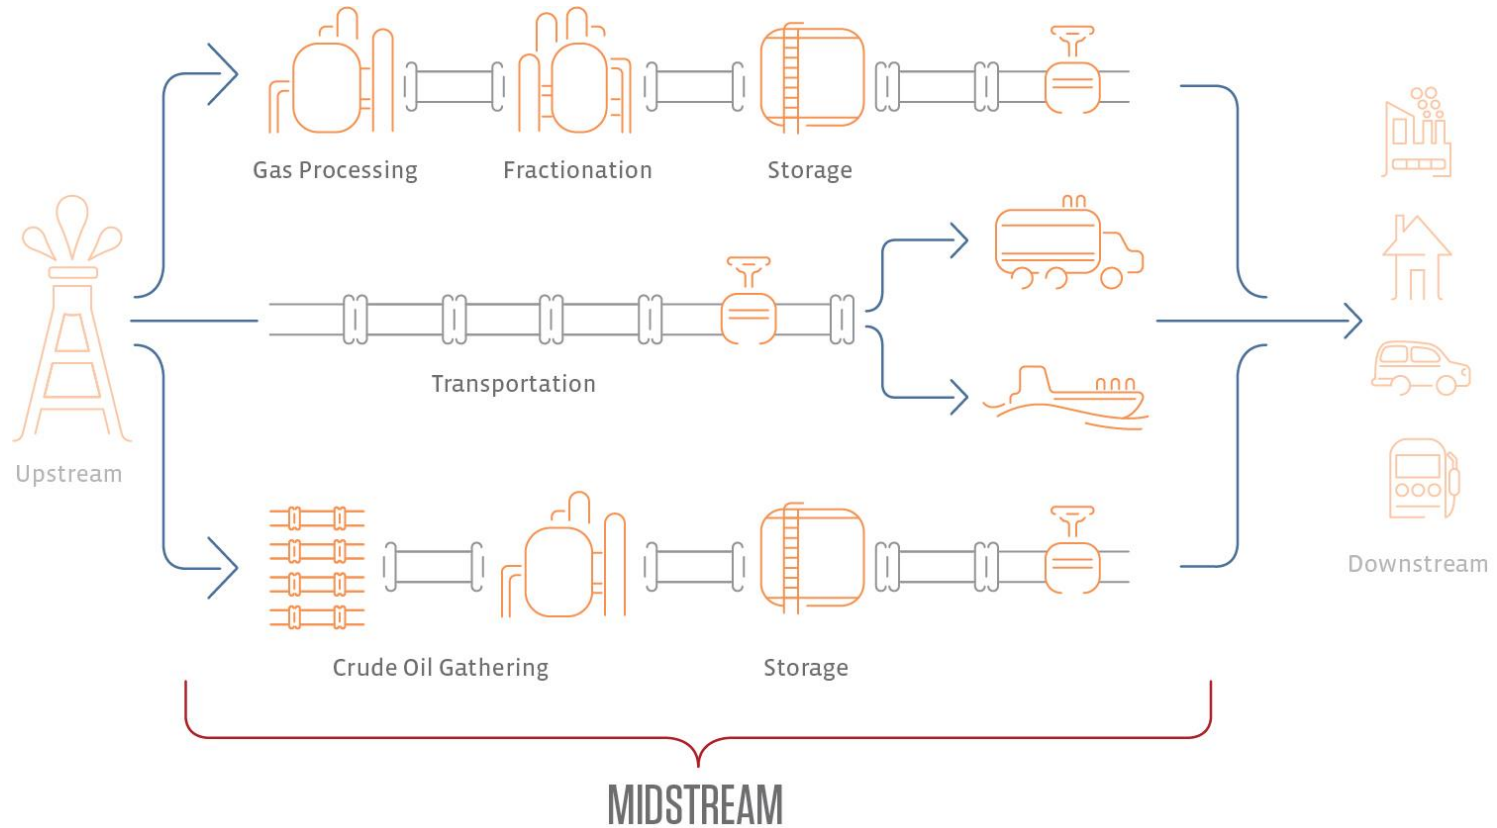 Gas Processing
Fractionation
Storage
Transportation
Upstream
Downstream
Crude Oil Gathering
Storage
MIDSTREAM